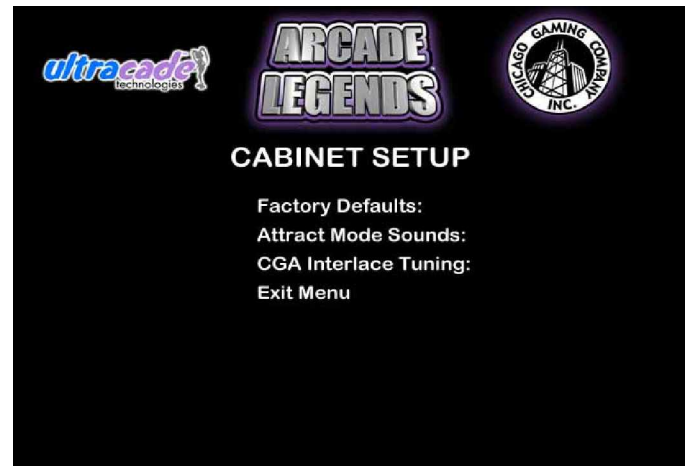 ultracade
technologies
ARCADE
LEGENDS
CHICAGO GAMING COMPANY
INC.
CABINET SETUP
Factory Defaults:
Attract Mode Sounds:
CGA Interlace Tuning:
Exit Menu